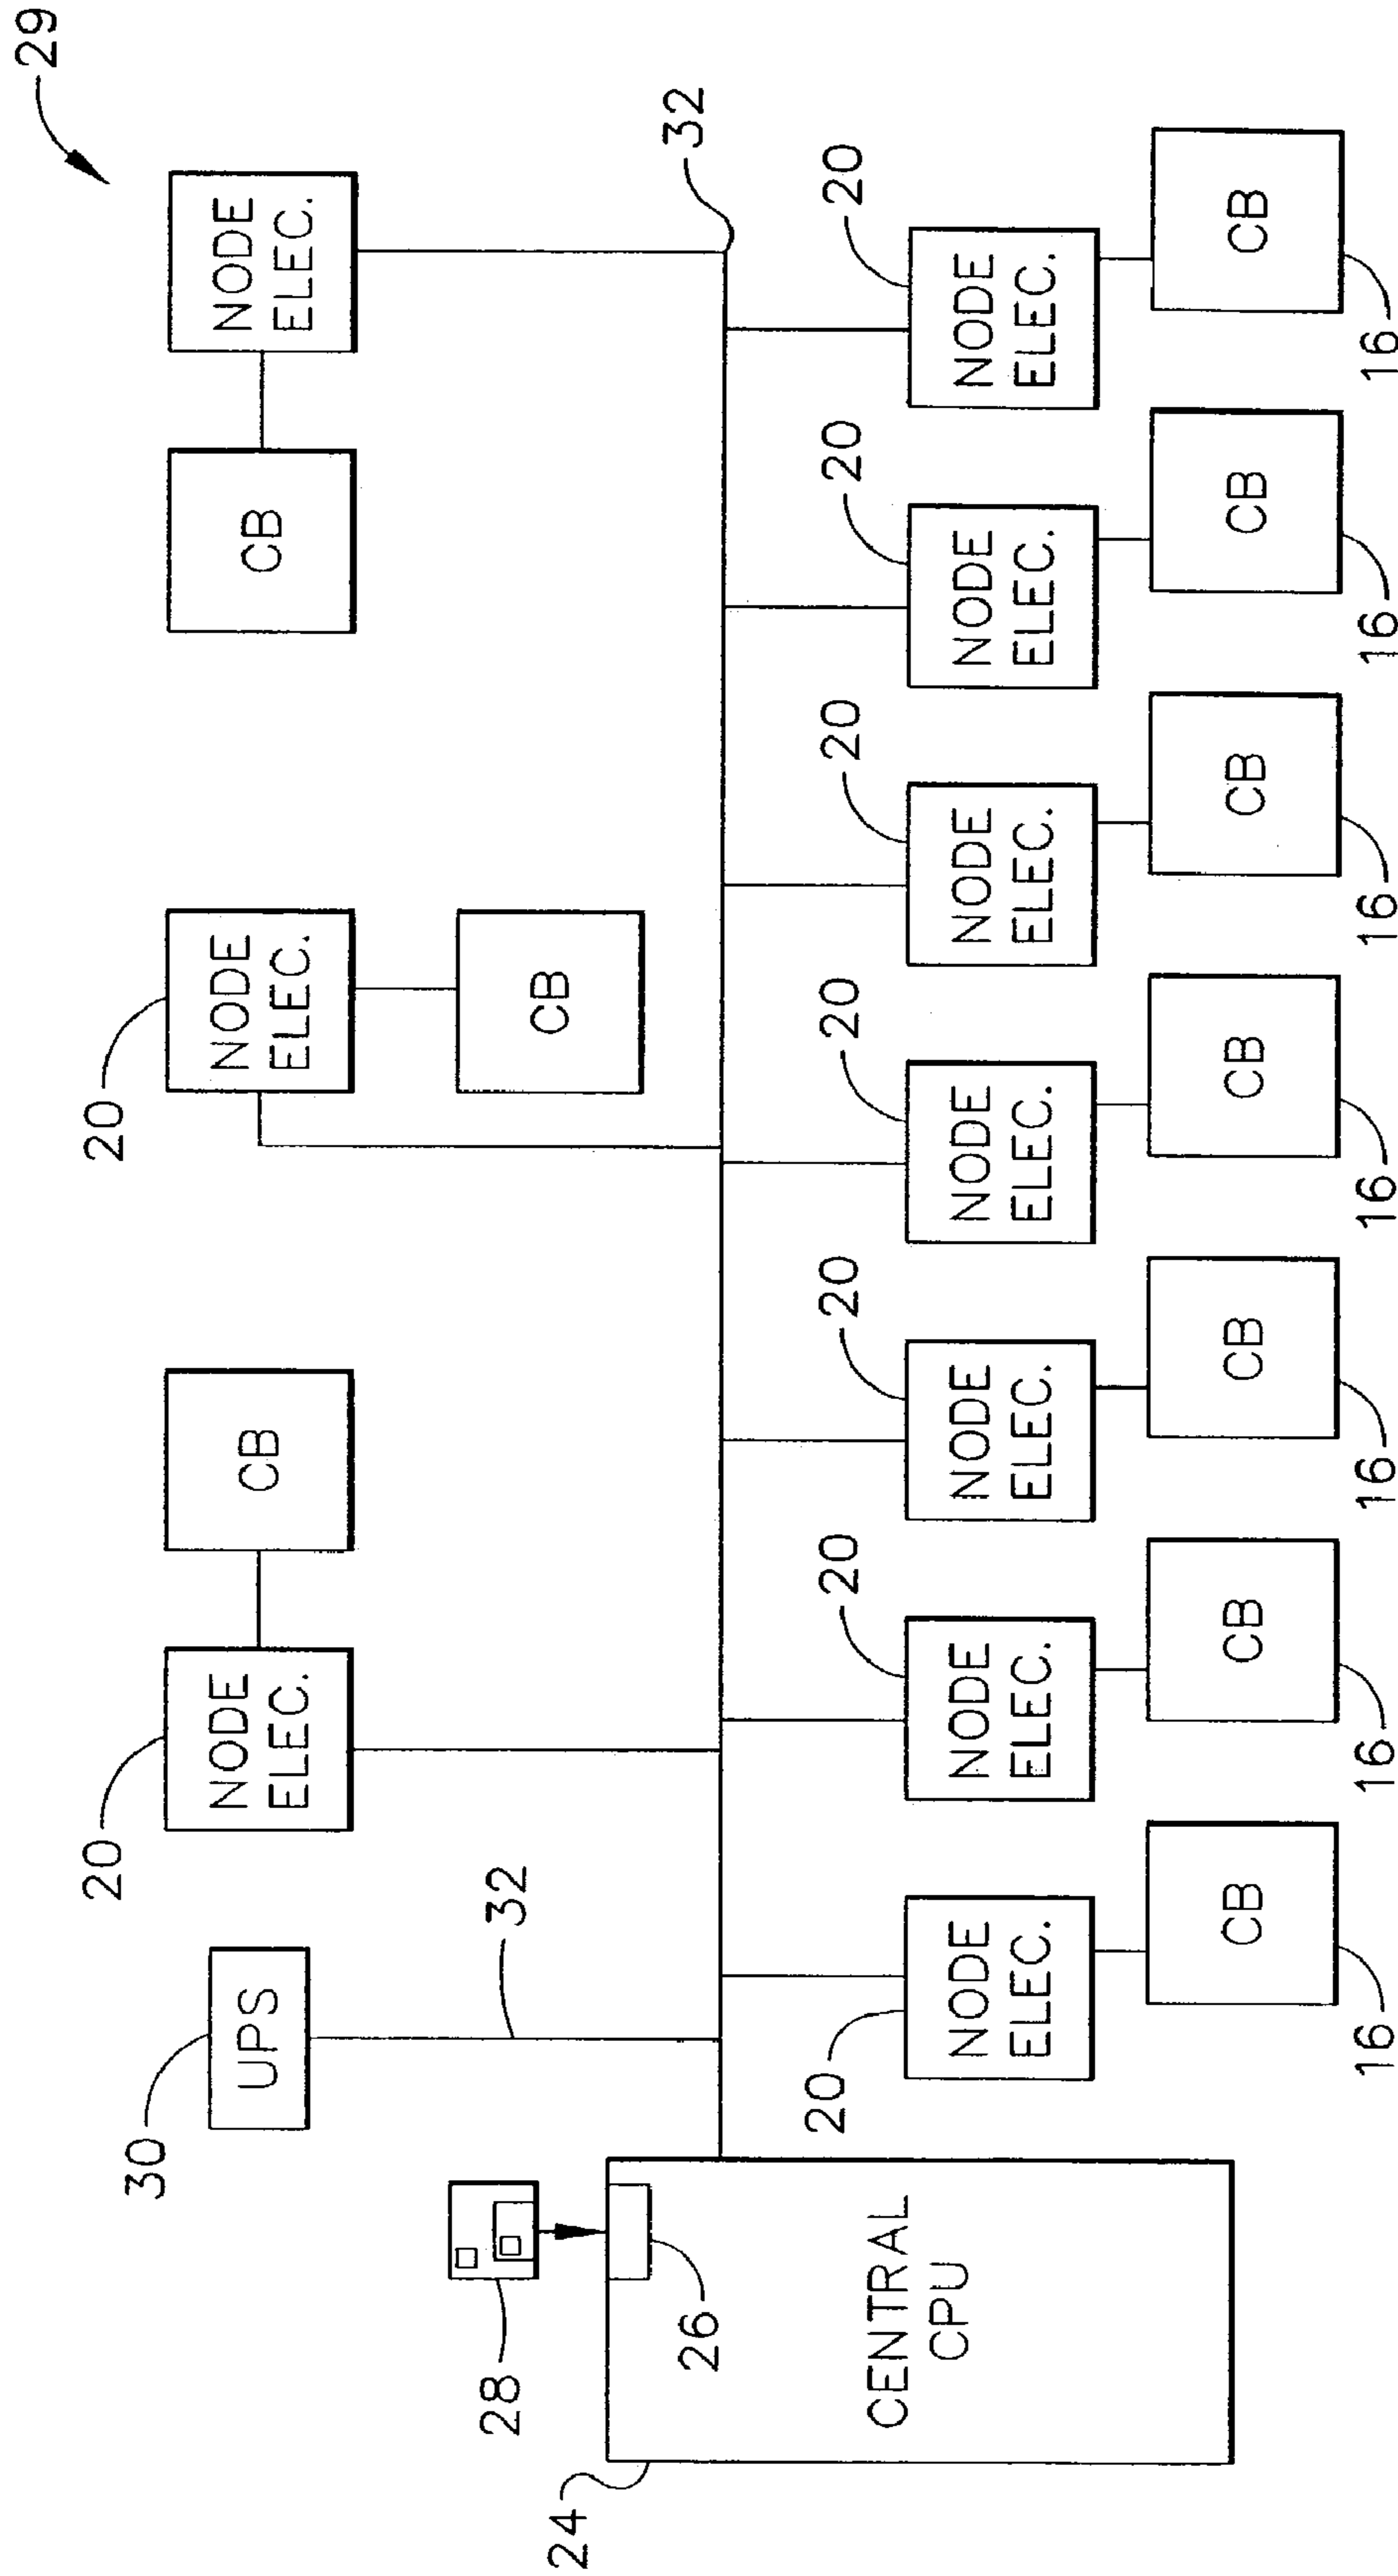 29
20
20
30
UPS
NODE
ELEC.
CB
NODE
ELEC.
CB
NODE
ELEC.
28
32
CB
24
32
26
20
20
20
20
20
20
20
CENTRAL
CPU
NODE
ELEC.
NODE
ELEC.
NODE
ELEC.
NODE
ELEC.
NODE
ELEC.
NODE
ELEC.
NODE
ELEC.
CB
CB
CB
CB
CB
CB
CB
16
16
16
16
16
16
16